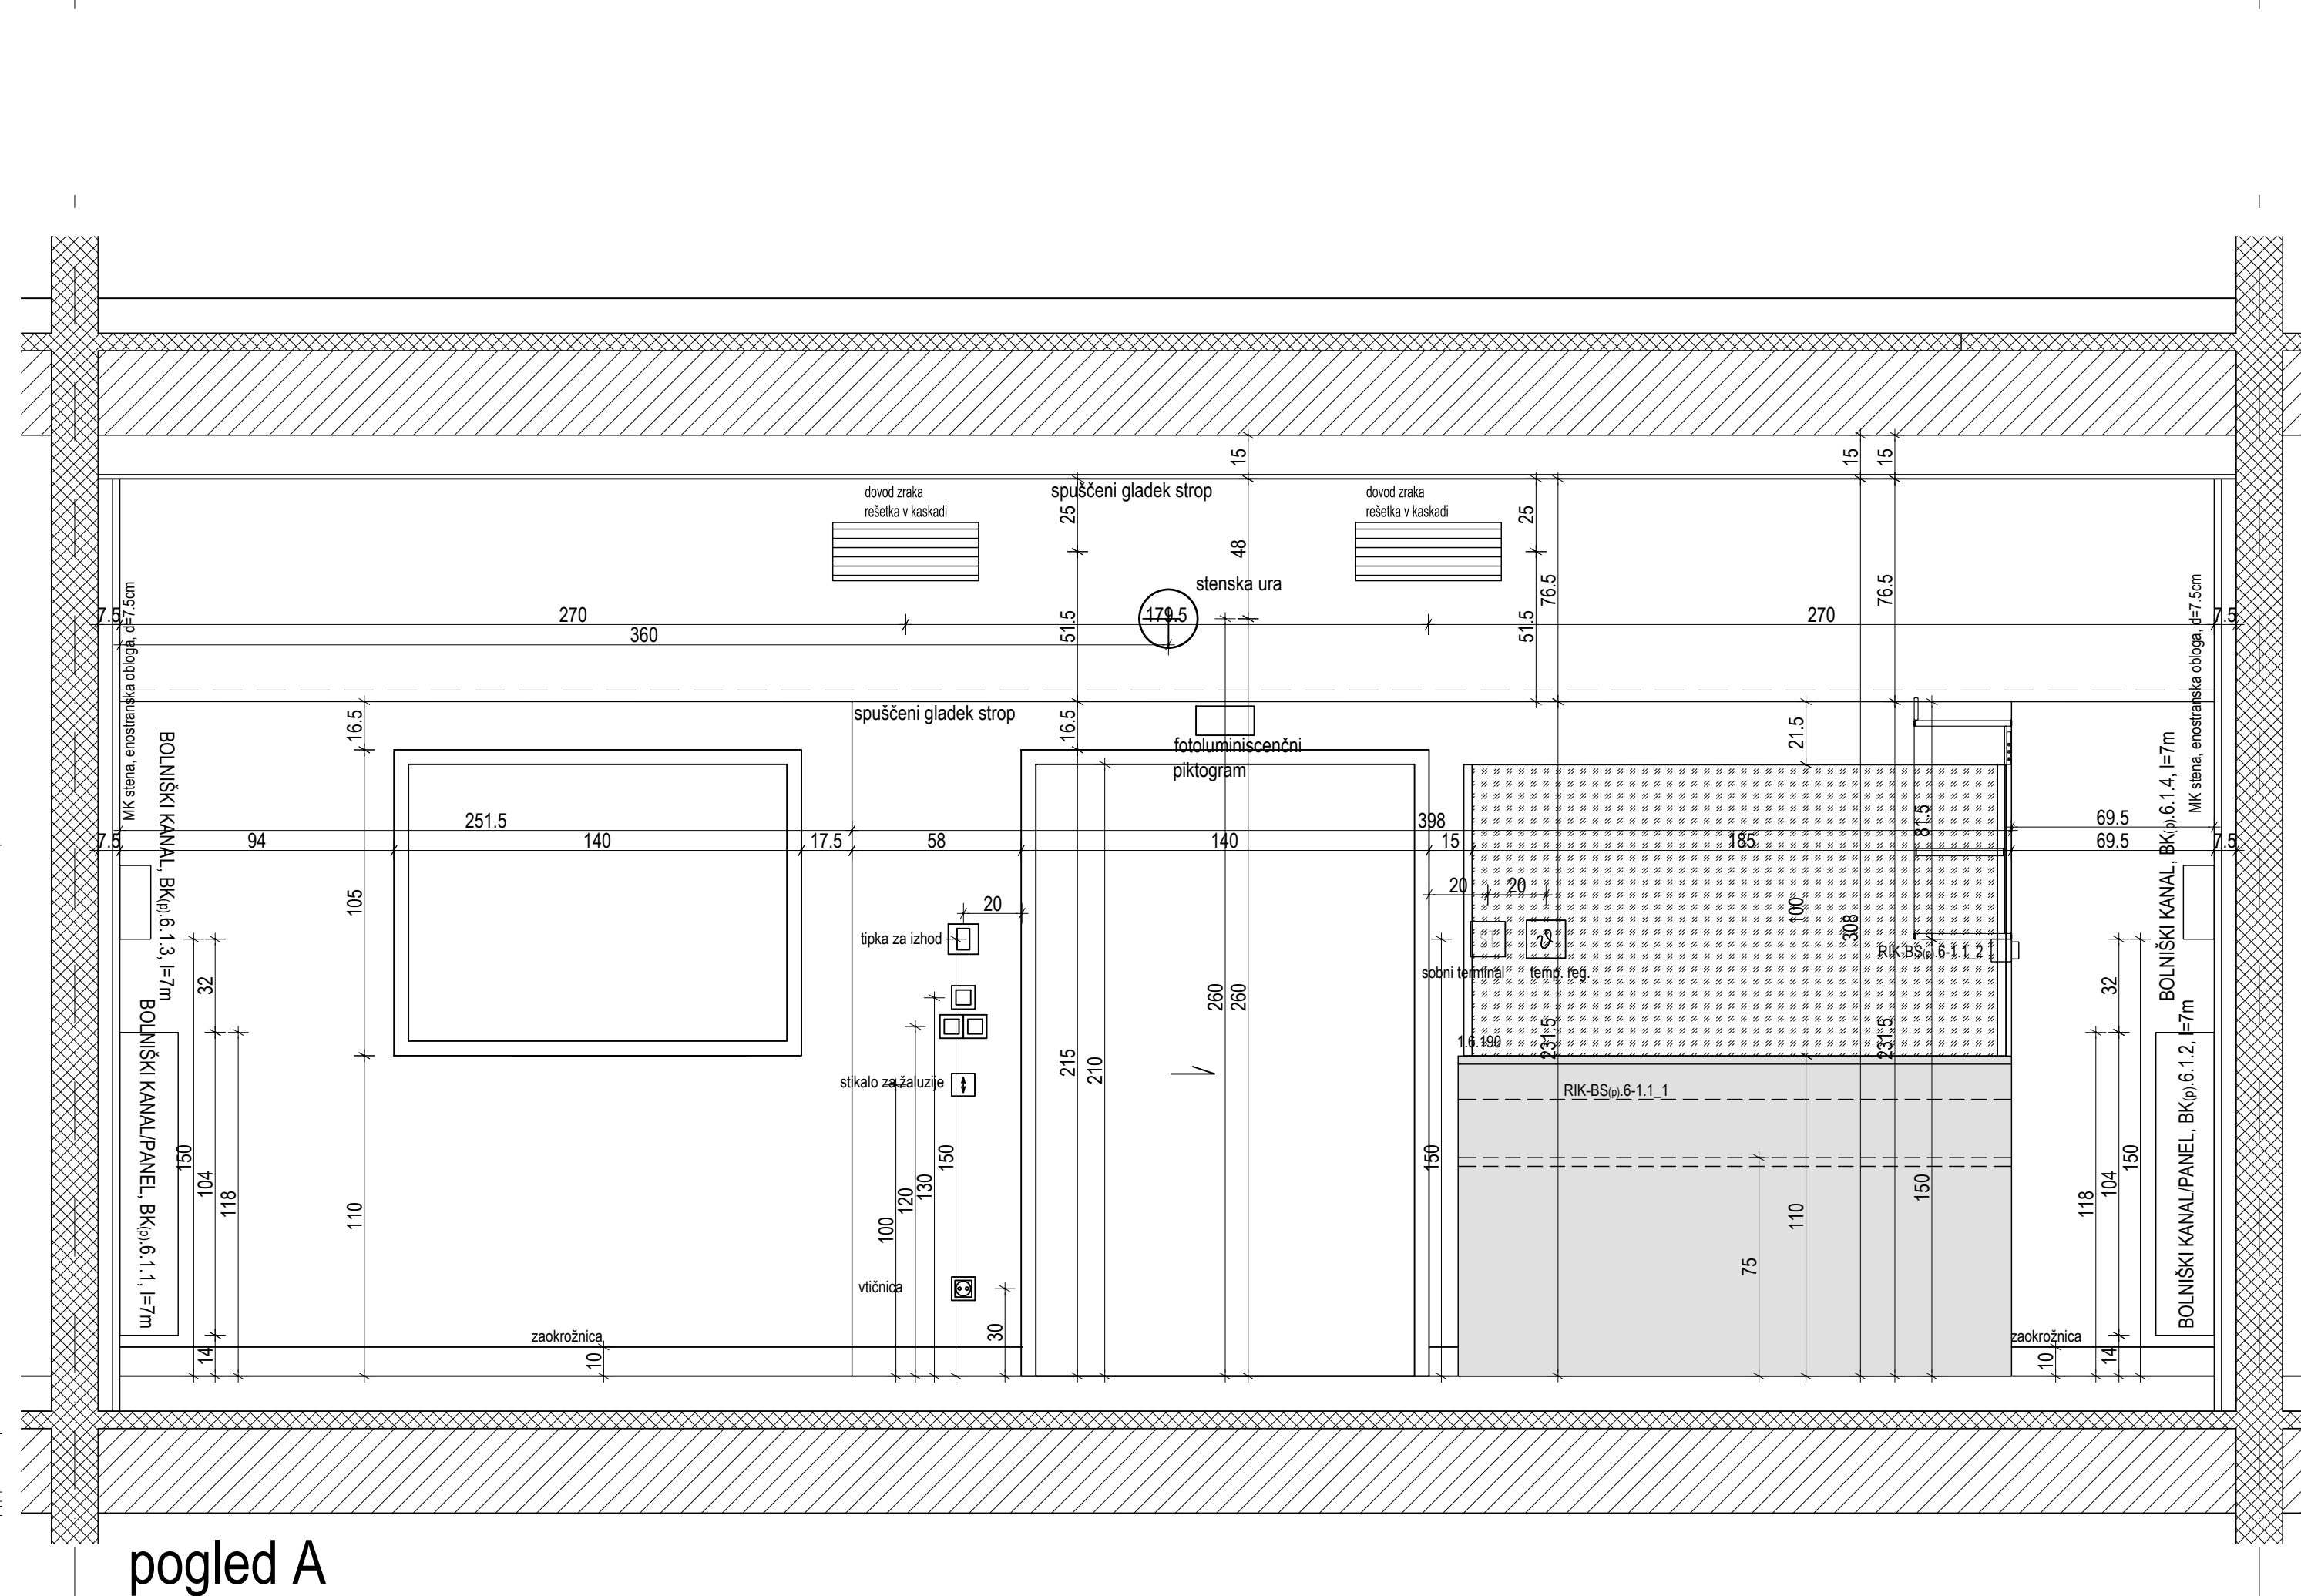 15
15
15
dovod zraka
rešetka v kaskadi
spuščeni gladek strop
dovod zraka
rešetka v kaskadi
25
48
25
stenska ura
76.5
76.5
7.5
270
51.5
179.5
51.5
270
7.5
360
MK stena, enostranska obloga, d=7.5cm
MK stena, enostranska obloga, d=7.5cm
16.5
spuščeni gladek strop
16.5
21.5
fotoluminiscenčni
piktogram
BOLNIŠKI KANAL, BK(p).6.1.3, l=7m
BOLNIŠKI KANAL, BK(p).6.1.4, l=7m
251.5
398
81.5
69.5
7.5
94
140
17.5
58
140
15
185
69.5
7.5
105
20
20
20
100
308
tipka za izhod
RIK-BS(p).6-1.1_2
sobni terminal
temp. reg.
32
260
260
32
1.6.190
231.5
231.5
215
210
stikalo za žaluzije
RIK-BS(p).6-1.1_1
BOLNIŠKI KANAL/PANEL, BK(p).6.1.1, l=7m
BOLNIŠKI KANAL/PANEL, BK(p).6.1.2, l=7m
150
104
118
110
100
120
130
150
150
75
110
150
118
104
150
vtičnica
30
zaokrožnica
zaokrožnica
14
10
10
14
pogled A